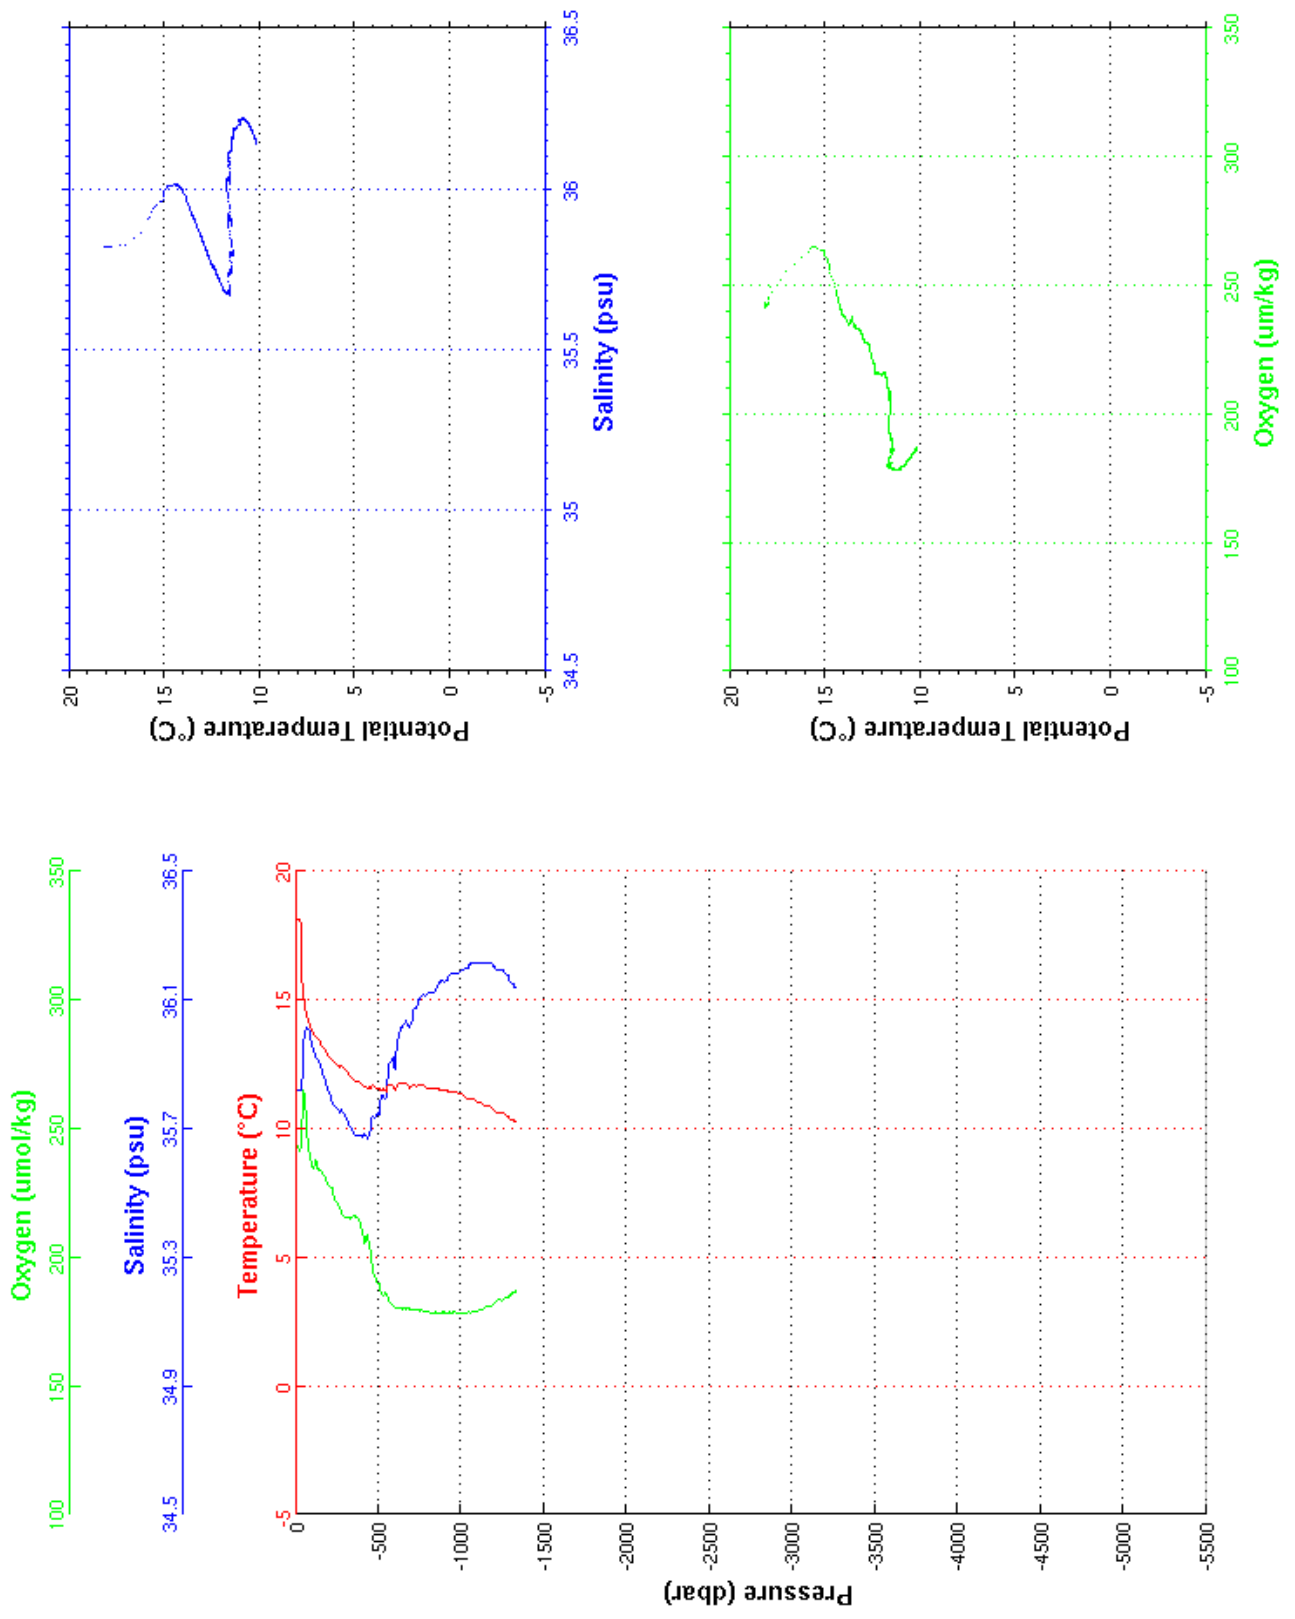 Oxygen (umol/kg)
100 150 200 250 300 350
Salinity (psu)
34.5 34.9 35.3 35.7 36.1 36.5
Temperature (°C)
-5 0 5 10 15 20
0
-500
-1000
-1500
-2000
-2500
-3000
-3500
-4000
-4500
-5000
-5500
Pressure (dbar)
20
15
10
5
0
-5
Potential Temperature (°C)
34.5 35 35.5 36 36.5
Salinity (psu)
20
15
10
5
0
-5
Potential Temperature (°C)
100 150 200 250 300 350
Oxygen (um/kg)